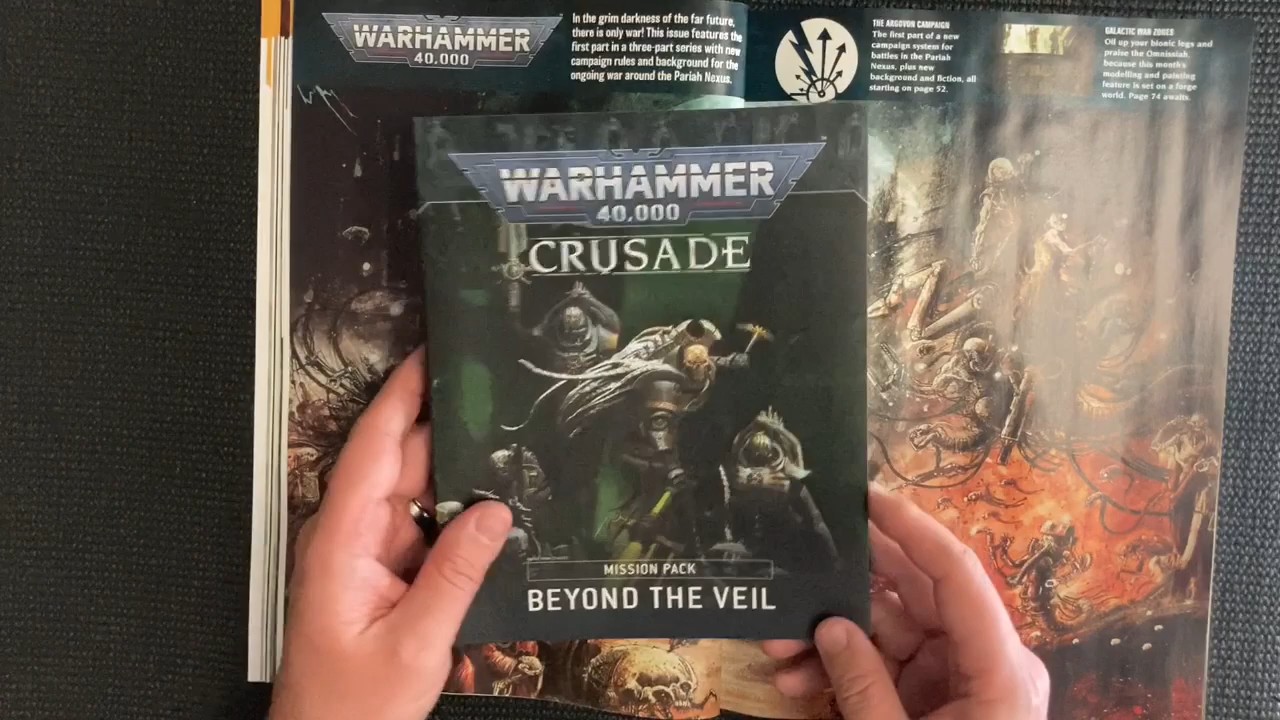 WARHAMMER
40,000
In the grim darkness of the far future,
there is only war! This issue features the
first part in a three-part series with new
campaign rules and background for the
ongoing war around the Pariah Nexus.
THE ARGOVON CAMPAIGN
The first part of a new
campaign system for
battles in the Pariah
Nexus, plus new
background and fiction, all
starting on page 52.
GALACTIC WAR ZONES
Oil up your bionic legs and
praise the Omnissiah,
because this month's
modelling and painting
feature is set on a forge
world. Page 74 awaits.
WARHAMMER
40,000
CRUSADE
MISSION PACK
BEYOND THE VEIL